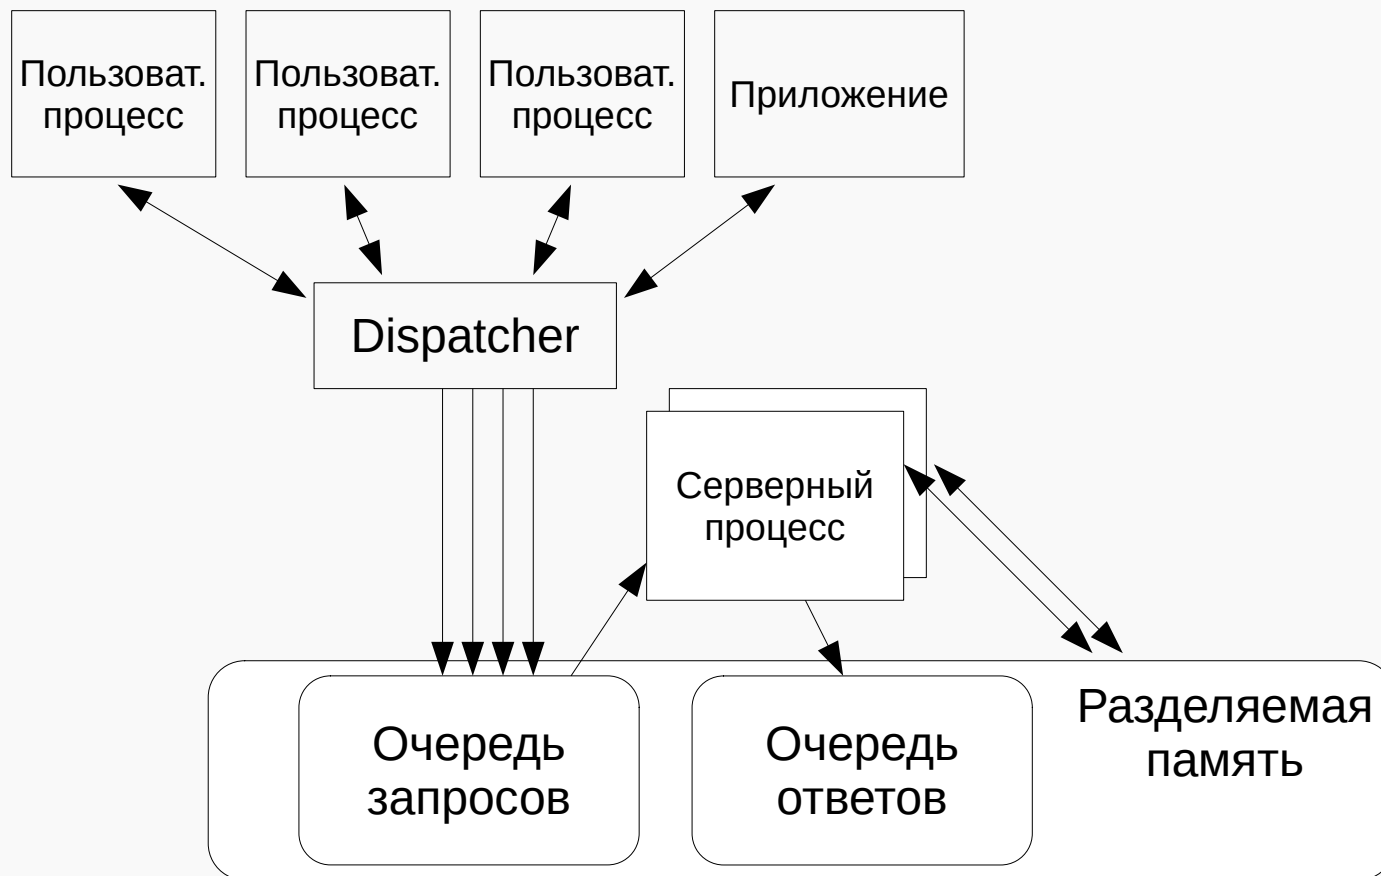 Пользоват.
процесс
Пользоват.
процесс
Пользоват.
процесс
Приложение
Dispatcher
Серверный
процесс
Очередь
запросов
Очередь
ответов
Разделяемая
память